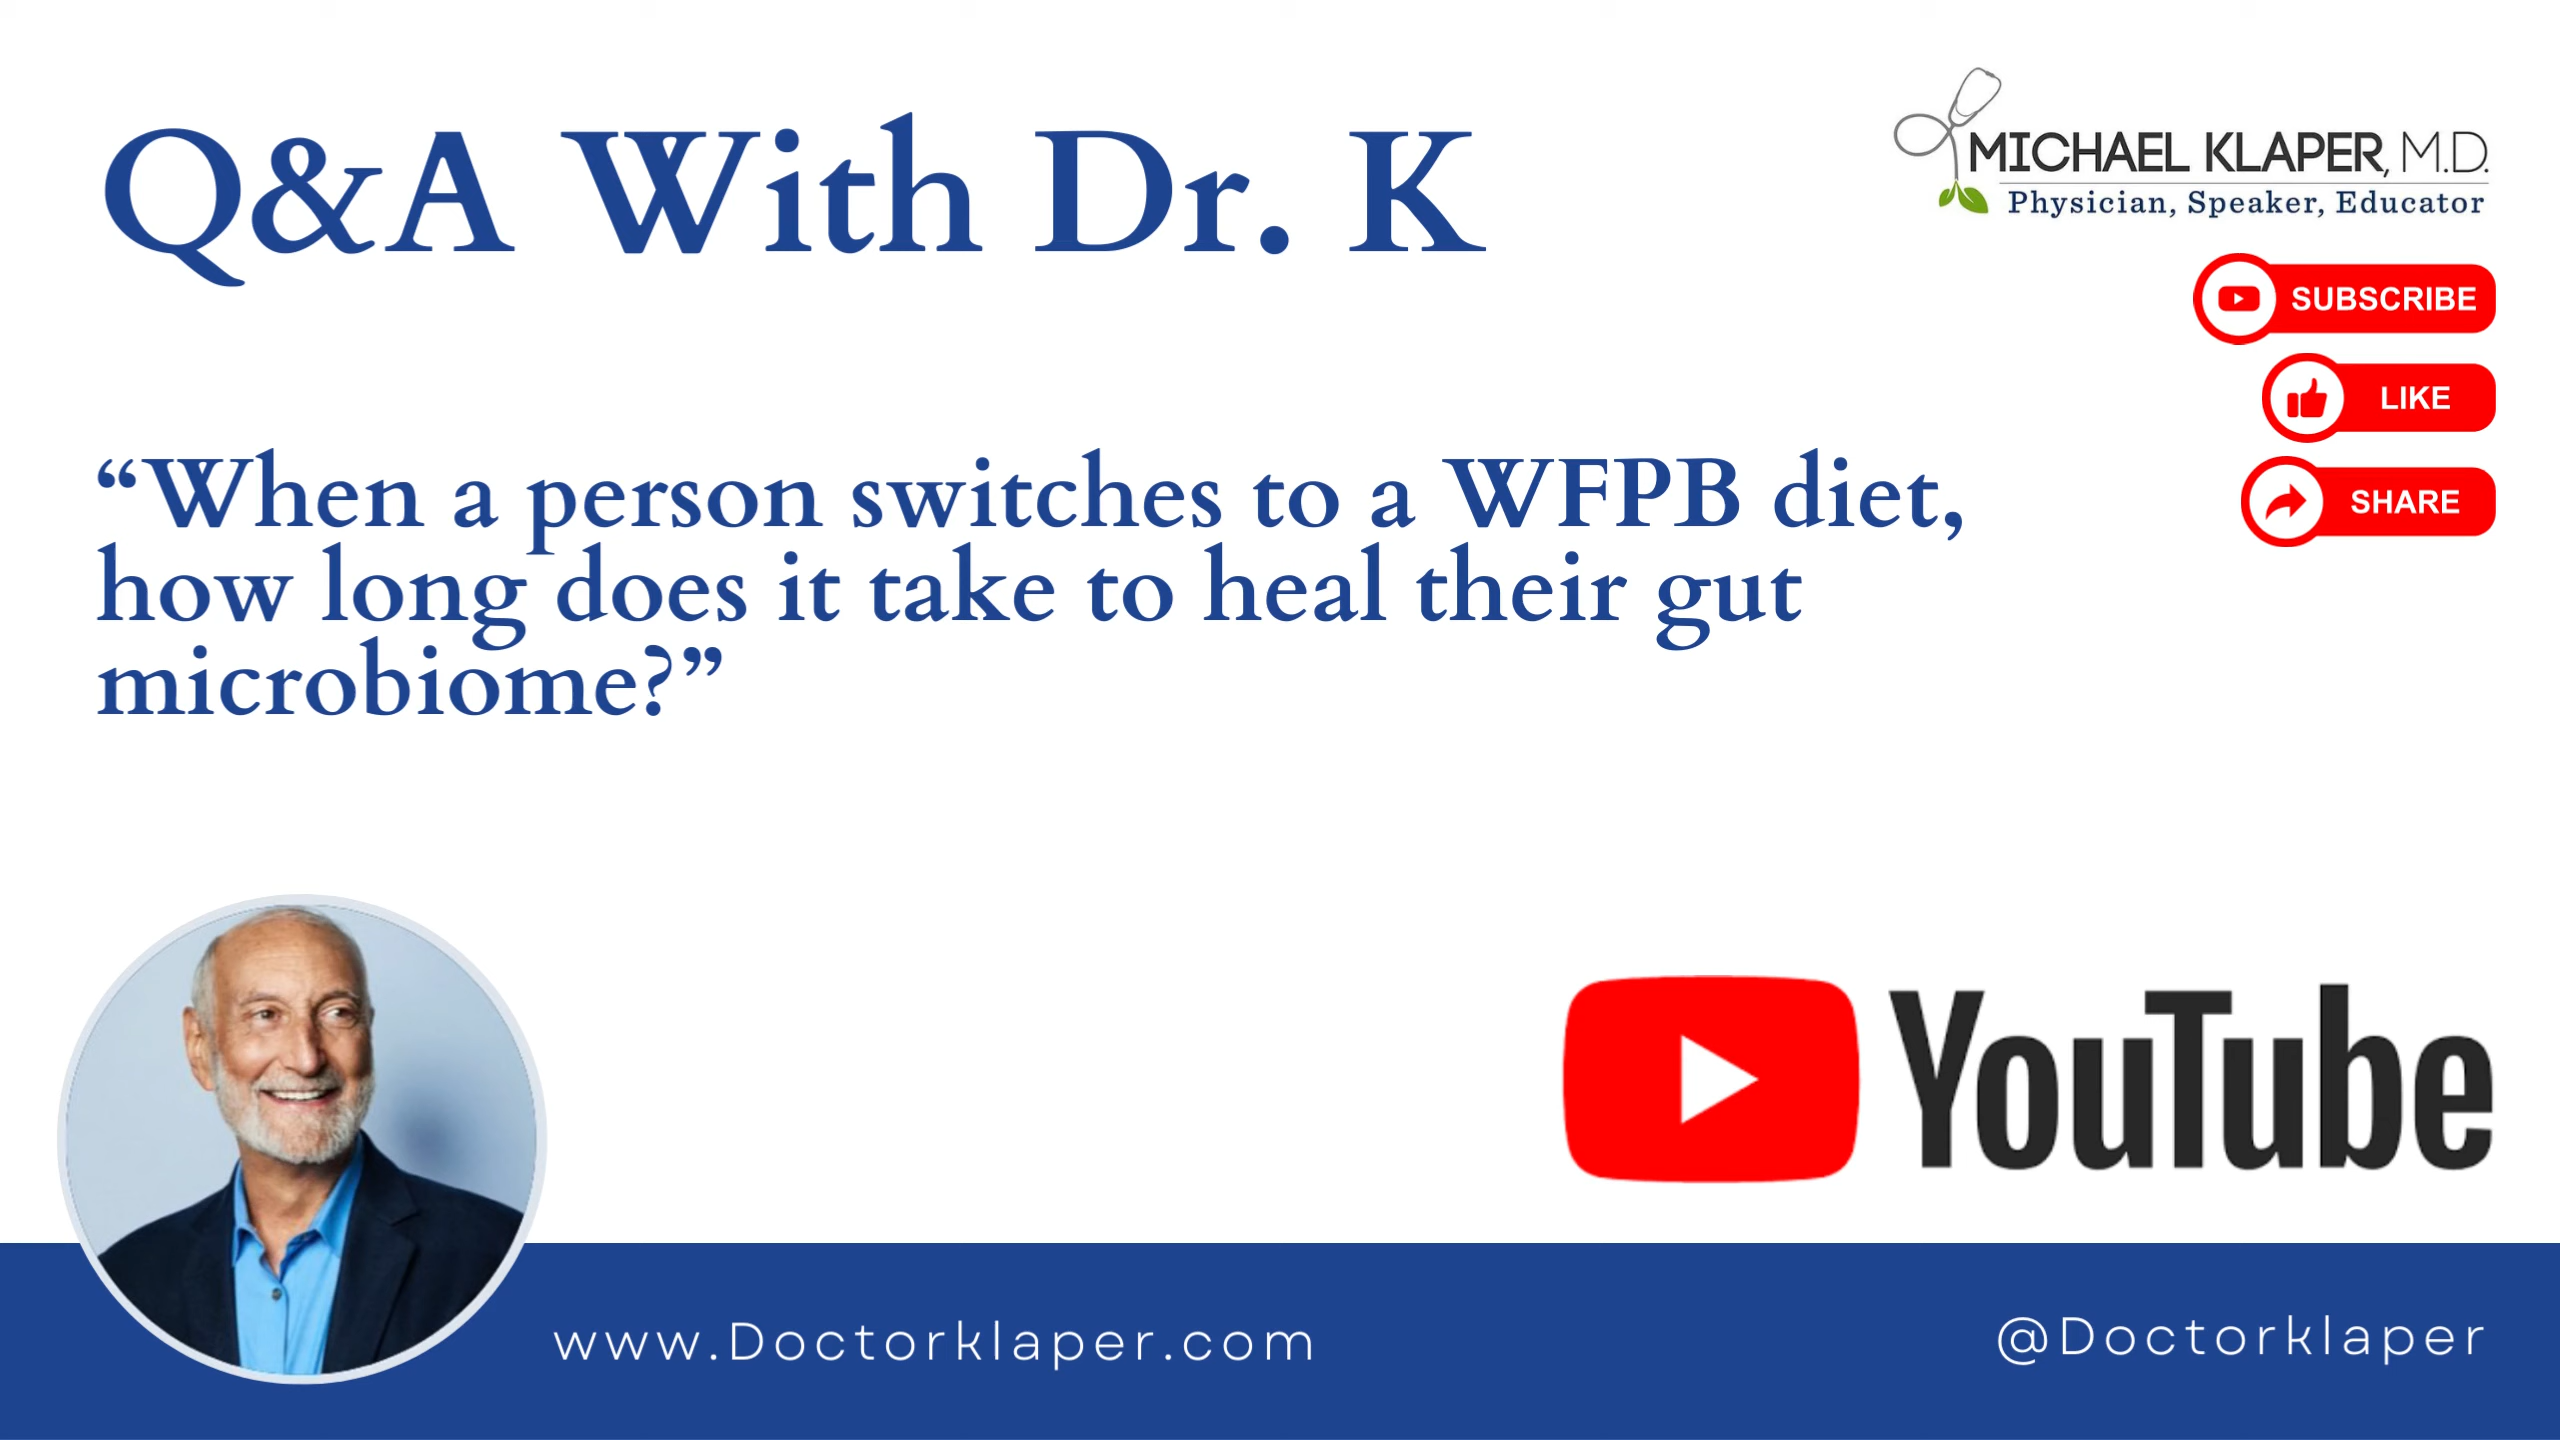 Q&A With Dr. K
MICHAEL KLAPER, M.D.
Physician, Speaker, Educator
SUBSCRIBE
LIKE
SHARE
“When a person switches to a WFPB diet,
how long does it take to heal their gut
microbiome?”
YouTube
www.Doctorklaper.com
@Doctorklaper